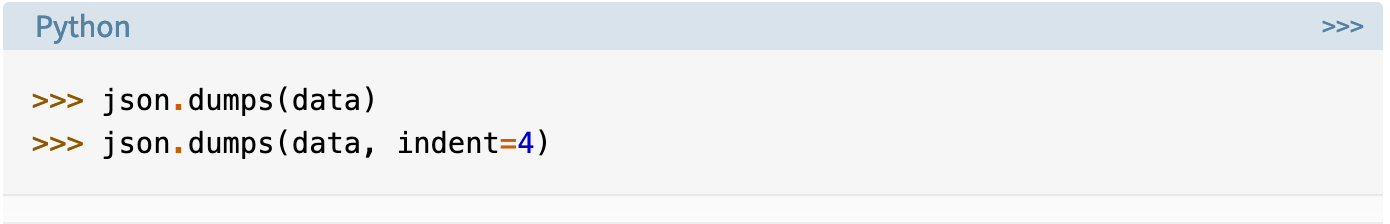 Python >>>
>>> json.dumps(data)
>>> json.dumps(data, indent=4)